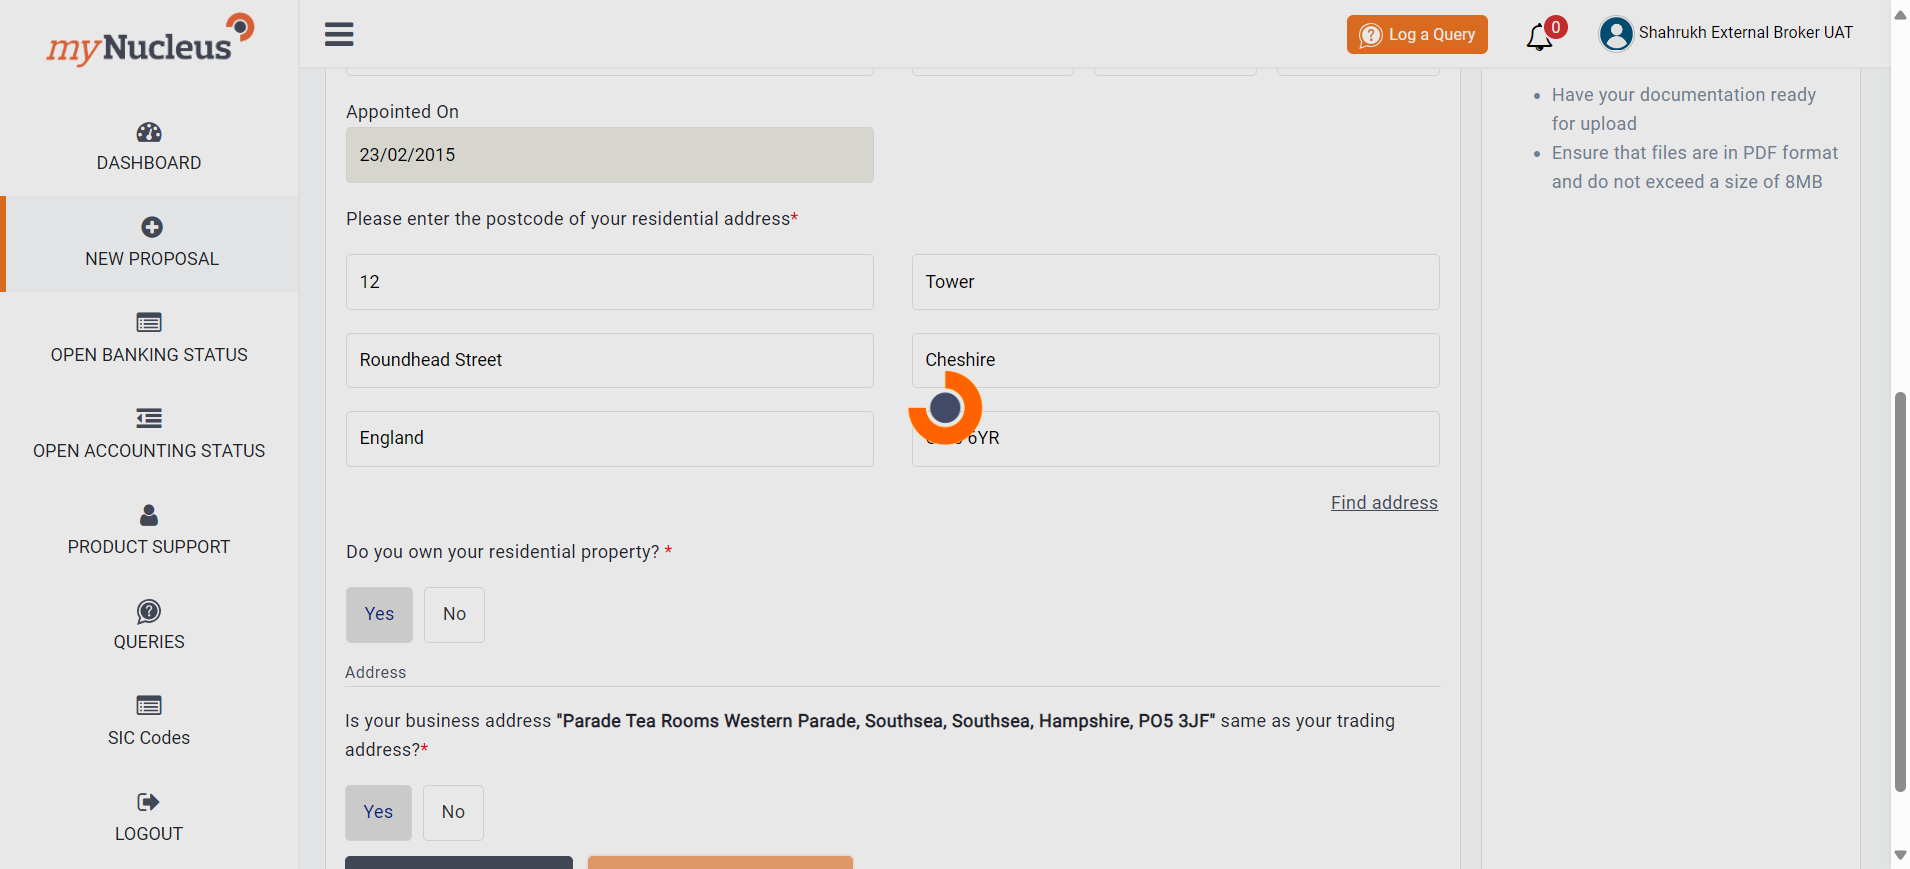 myNucleus
Log a Query
0
Shahrukh External Broker UAT
DASHBOARD
NEW PROPOSAL
OPEN BANKING STATUS
OPEN ACCOUNTING STATUS
PRODUCT SUPPORT
QUERIES
SIC Codes
LOGOUT
Appointed On
23/02/2015
Please enter the postcode of your residential address*
12
Tower
Roundhead Street
Cheshire
England
6YR
Find address
Do you own your residential property? *
Yes
No
Address
Is your business address "Parade Tea Rooms Western Parade, Southsea, Southsea, Hampshire, PO5 3JF" same as your trading
address?*
Yes
No
• Have your documentation ready
for upload
• Ensure that files are in PDF format
and do not exceed a size of 8MB